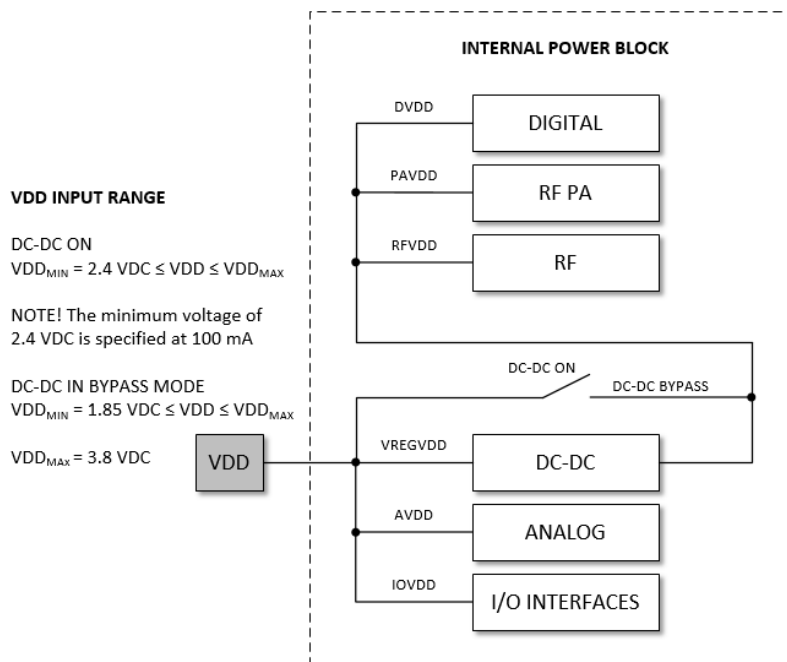 INTERNAL POWER BLOCK
DVDD
DIGITAL
PAVDD
RF PA
RFVDD
RF
VDD INPUT RANGE
DC-DC ON
VDDMIN = 2.4 VDC ≤ VDD ≤ VDDMAX
NOTE! The minimum voltage of
2.4 VDC is specified at 100 mA
DC-DC IN BYPASS MODE
VDDMIN = 1.85 VDC ≤ VDD ≤ VDDMAX
VDDMAX = 3.8 VDC
VDD
DC-DC ON
DC-DC BYPASS
VREGVDD
DC-DC
AVDD
ANALOG
IOVDD
I/O INTERFACES